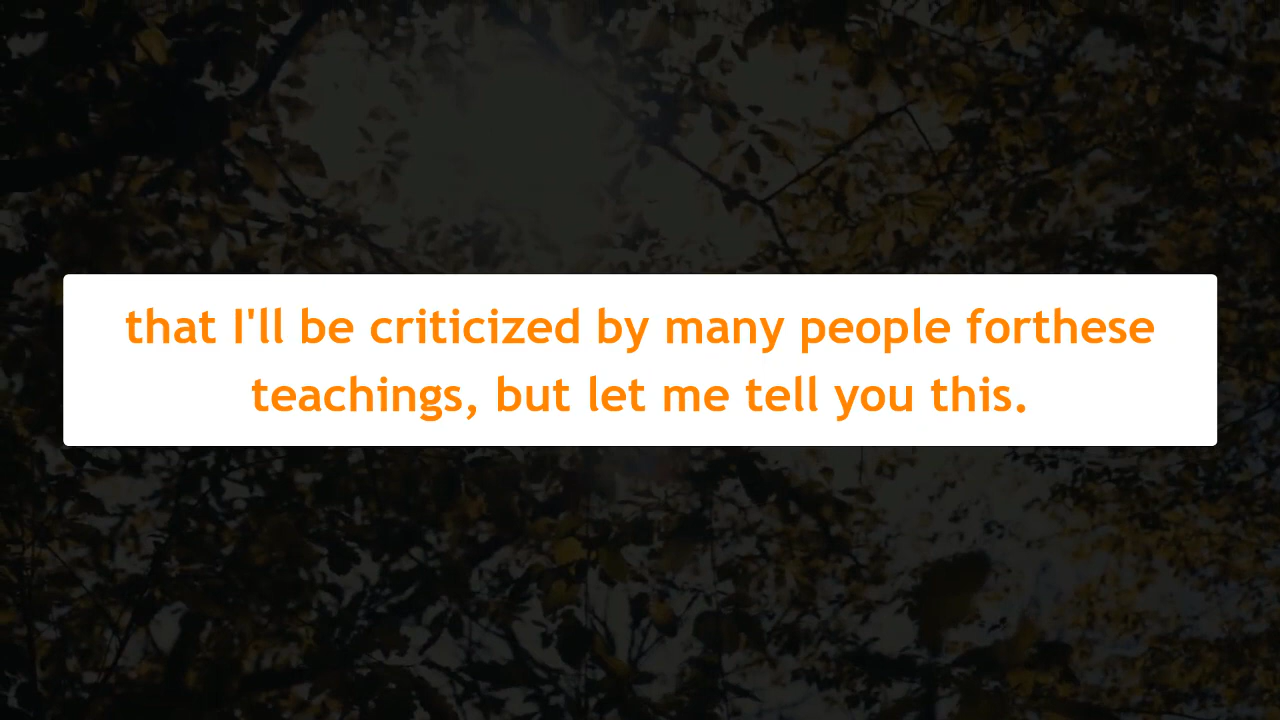 that I'll be criticized by many people forthese
teachings, but let me tell you this.